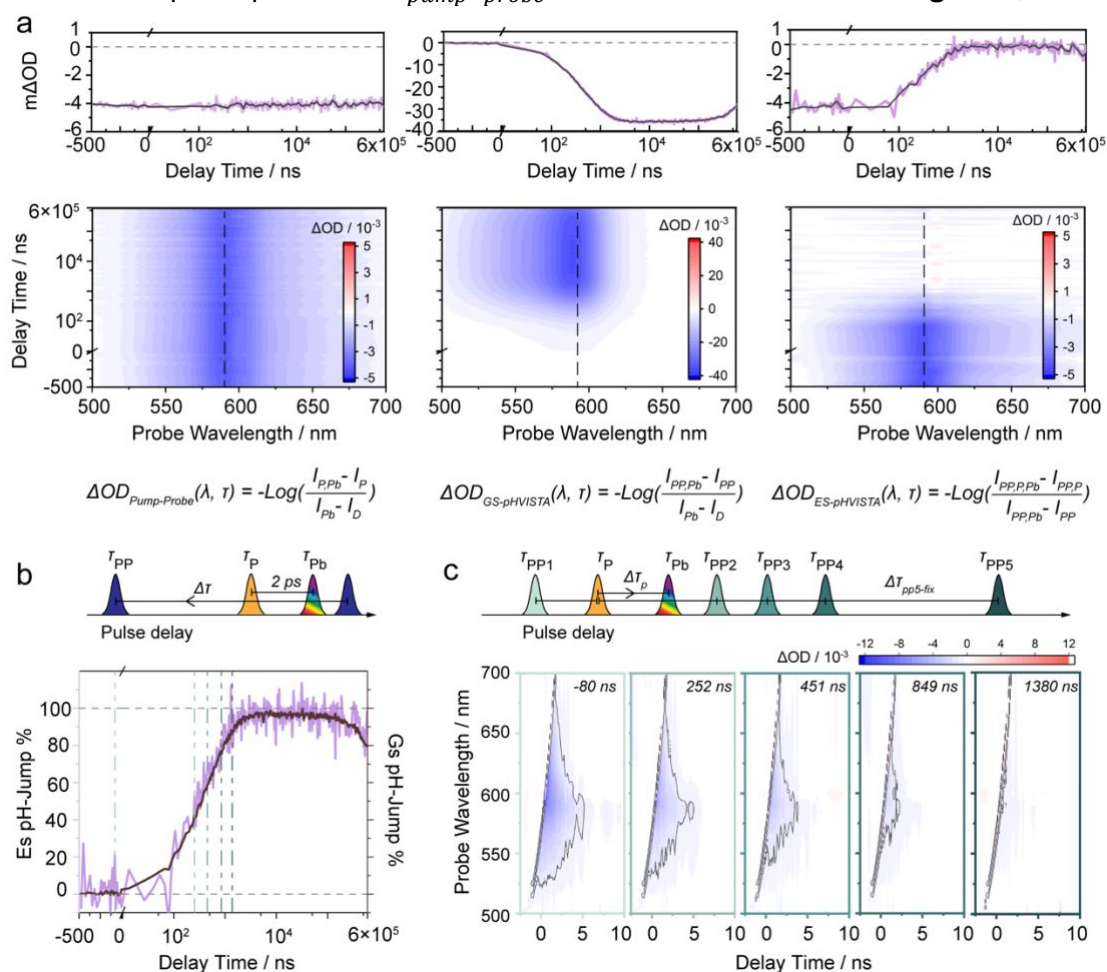 pump-probe
a
mΔOD
1
0
-2
-4
-6
-500 0 10² 10⁴ 6x10⁵
Delay Time / ns
0
-10
-20
-30
-40
-500 0 10² 10⁴ 6x10⁵
Delay Time / ns
1
0
-2
-4
-6
-500 0 10² 10⁴ 6x10⁵
Delay Time / ns
Delay Time / ns
6x10⁵
10⁴
10²
0
-500
ΔOD / 10⁻³
5
3
0
-3
-5
500 550 600 650 700
Probe Wavelength / nm
ΔOD / 10⁻³
40
20
0
-20
-40
500 550 600 650 700
Probe Wavelength / nm
ΔOD / 10⁻³
5
3
0
-3
-5
500 550 600 650 700
Probe Wavelength / nm
ΔOD_Pump-Probe(λ, τ) = -Log((I_P,Pb - I_P)/(I_Pb - I_D))
ΔOD_GS-pHVISTA(λ, τ) = -Log((I_PP,Pb - I_PP)/(I_Pb - I_D))
ΔOD_ES-pHVISTA(λ, τ) = -Log((I_PP,P,Pb - I_PP,P)/(I_PP,Pb - I_PP))
b
τ_PP τ_P τ_Pb
2 ps
Δτ
Pulse delay
Es pH-Jump %
100
80
60
40
20
0
Gs pH-Jump %
-500 0 10² 10⁴ 6x10⁵
Delay Time / ns
c
τ_PP1 τ_P τ_Pb τ_PP2 τ_PP3 τ_PP4 τ_PP5
Δτ_p
Δτ_pp5-fix
Pulse delay
ΔOD / 10⁻³
-12 -8 -4 0 4 8 12
Probe Wavelength / nm
700
650
600
550
500
-80 ns 252 ns 451 ns 849 ns 1380 ns
0 5 10 0 5 10 0 5 10 0 5 10 0 5 10
Delay Time / ns